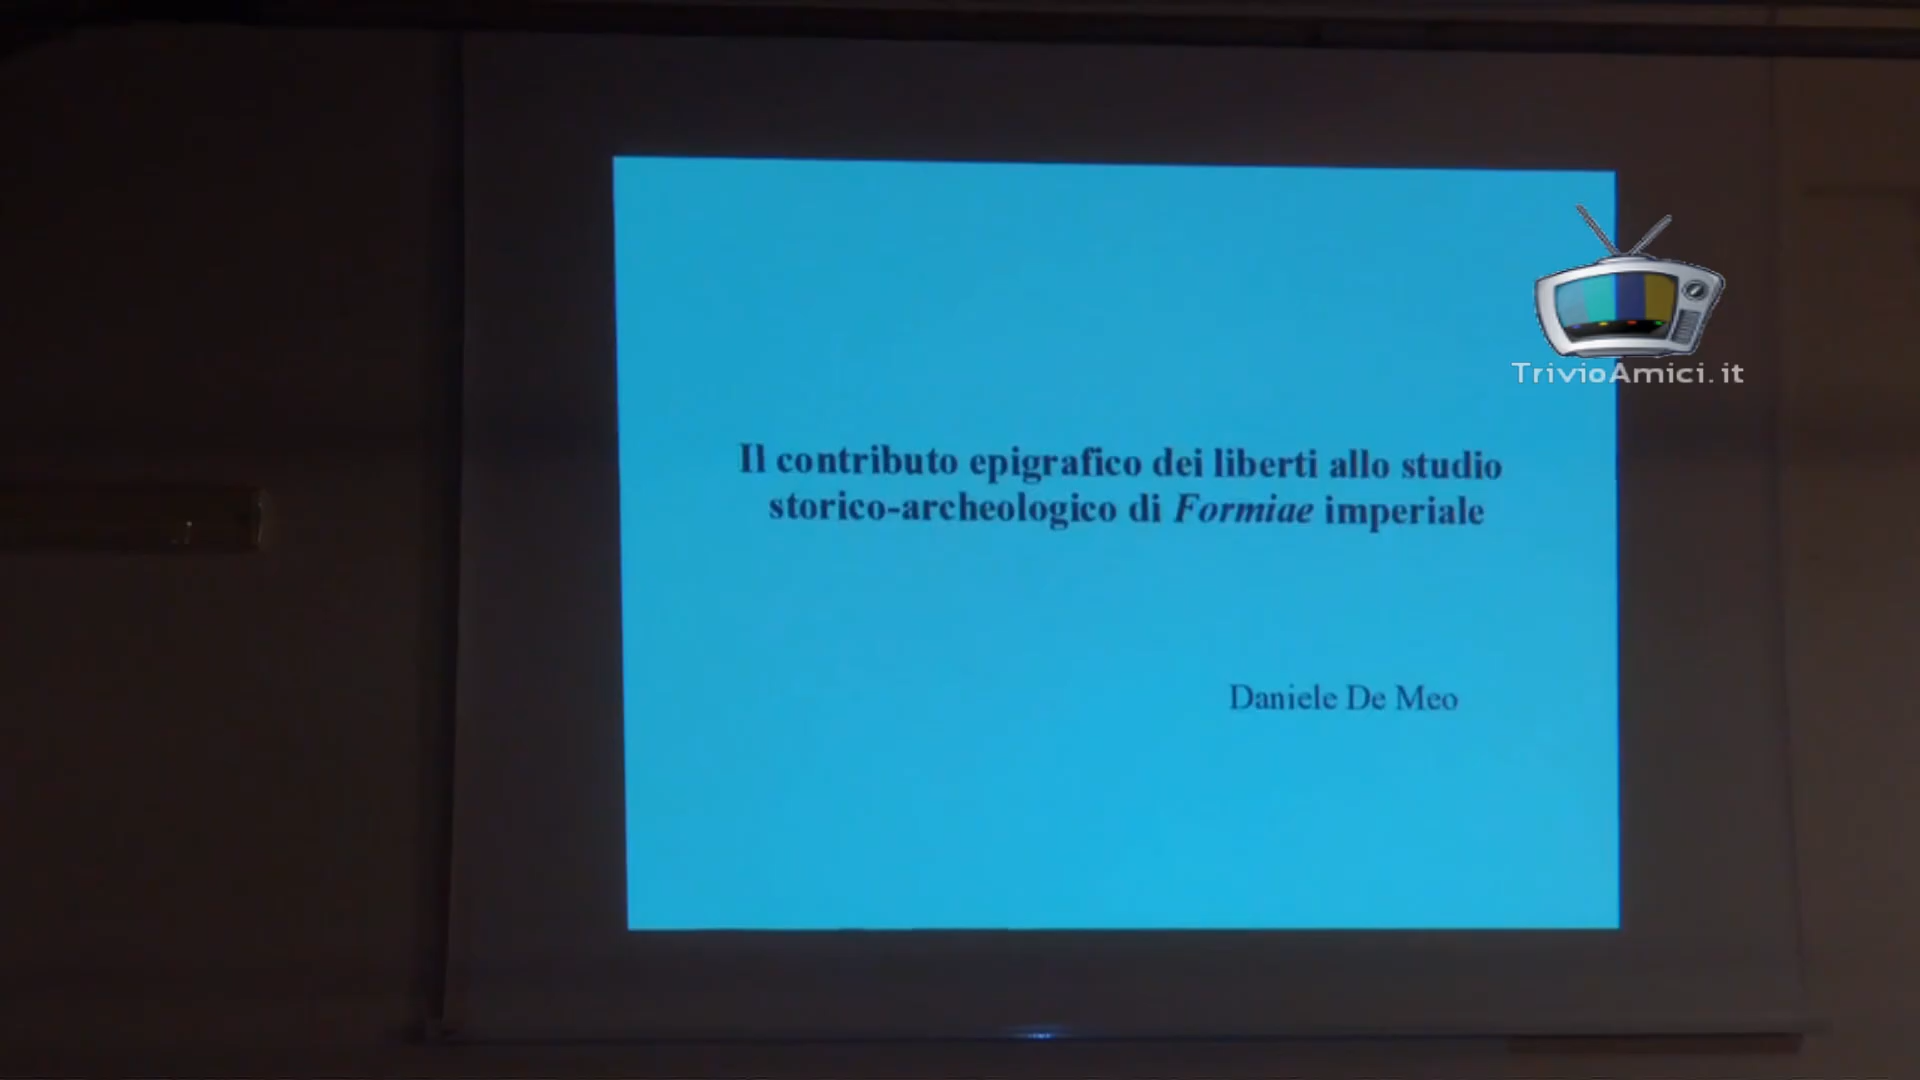 TrivioAmici.it
Il contributo epigrafico dei liberti allo studio
storico-archeologico di Formiae imperiale
Daniele De Meo